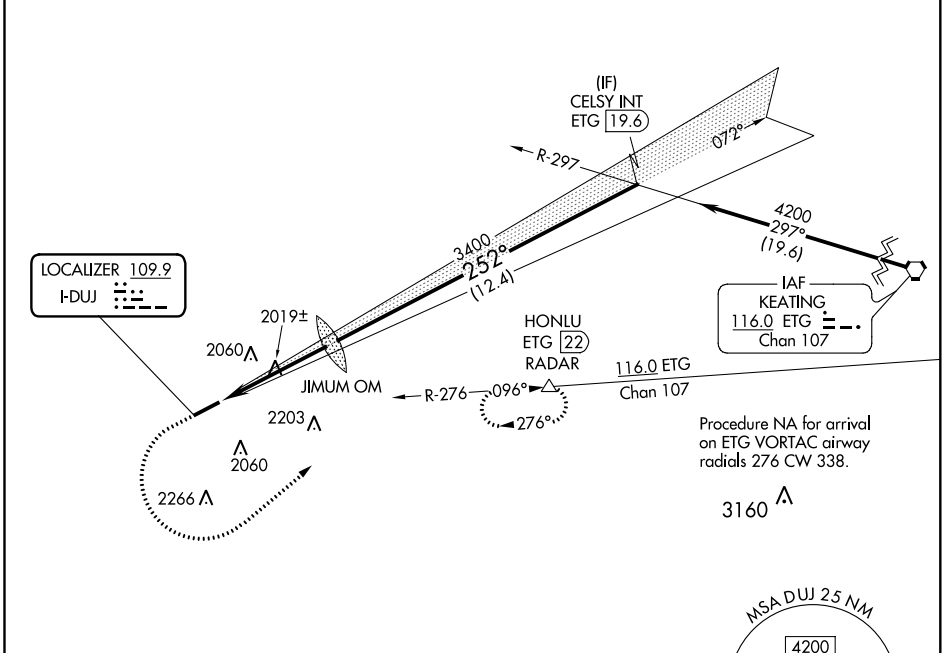 (IF)
CELSY INT
ETG 19.6
072°
R-297
4200
297°
(19.6)
3400
252°
(12.4)
LOCALIZER 109.9
I-DUJ
IAF
KEATING
116.0 ETG
Chan 107
2019±
2060
JIMUM OM
HONLU
ETG 22
RADAR
116.0 ETG
Chan 107
R-276
096°
276°
2203
2060
2266
Procedure NA for arrival
on ETG VORTAC airway
radials 276 CW 338.
3160
MSA DUJ 25 NM
4200